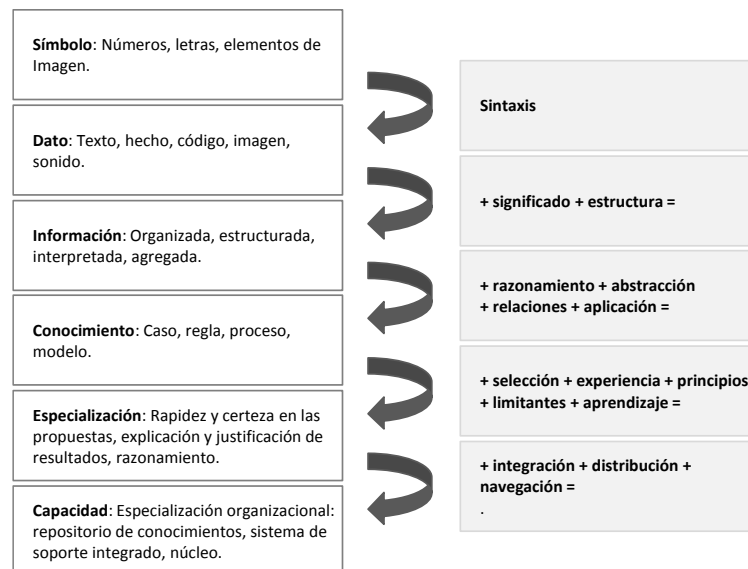 Símbolo: Números, letras, elementos de
Imagen.
Sintaxis
Dato: Texto, hecho, código, imagen,
sonido.
+ significado + estructura =
Información: Organizada, estructurada,
interpretada, agregada.
+ razonamiento + abstracción
+ relaciones + aplicación =
Conocimiento: Caso, regla, proceso,
modelo.
+ selección + experiencia + principios
+ limitantes + aprendizaje =
Especialización: Rapidez y certeza en las
propuestas, explicación y justificación de
resultados, razonamiento.
+ integración + distribución +
navegación =
.
Capacidad: Especialización organizacional:
repositorio de conocimientos, sistema de
soporte integrado, núcleo.